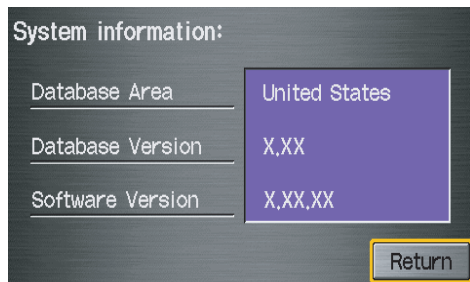 System information:
Database Area United States
Database Version X.XX
Software Version X.XX.XX
Return